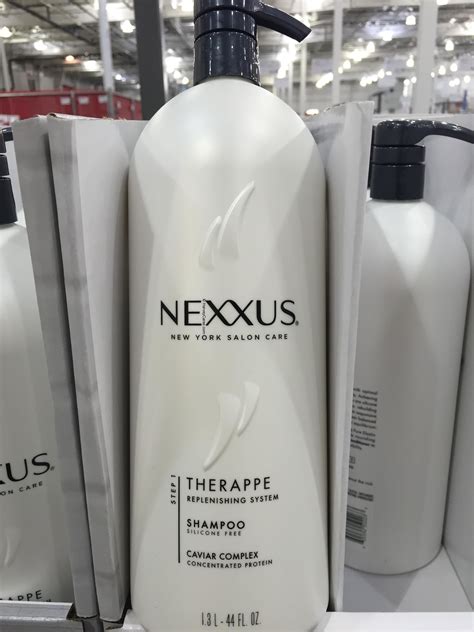 NEXXUS
NEW YORK SALON CARE
STEP 1
THERAPPE
REPLENISHING SYSTEM
SHAMPOO
SILICONE FREE
CAVIAR COMPLEX
CONCENTRATED PROTEIN
1.3 L - 44 FL. OZ.
XUS
ON CARE